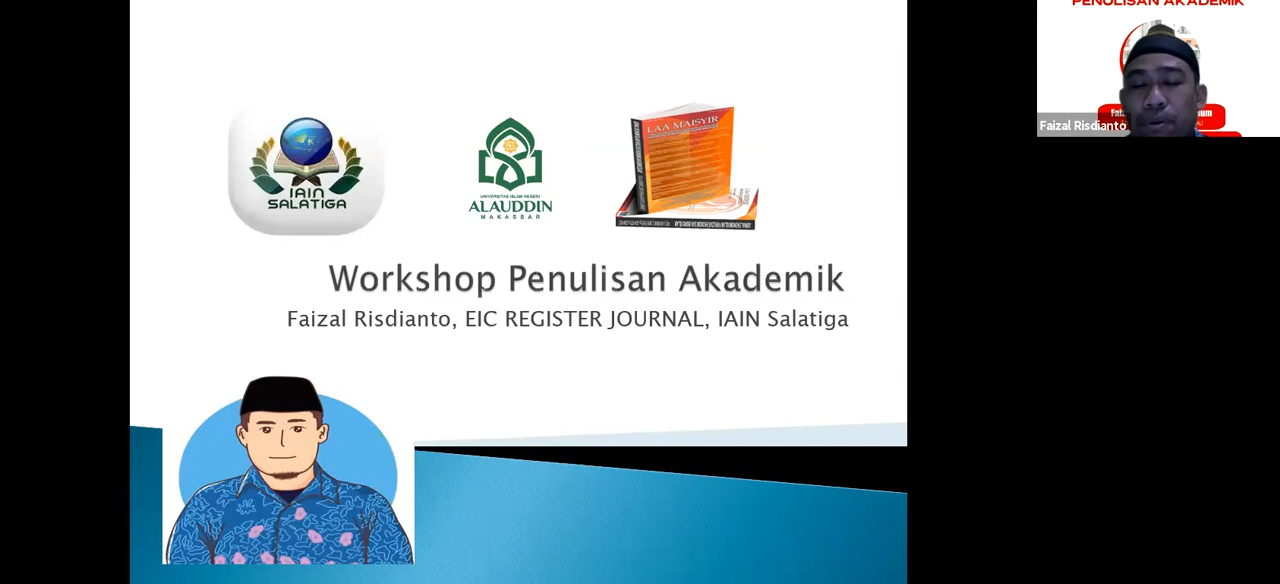 IAIN
SALATIGA
UNIVERSITAS ISLAM NEGERI
ALAUDDIN
MAKASSAR
LAA MAISYIR
Workshop Penulisan Akademik
Faizal Risdianto, EIC REGISTER JOURNAL, IAIN Salatiga
PENULISAN AKADEMIK
Faizal Risdianto